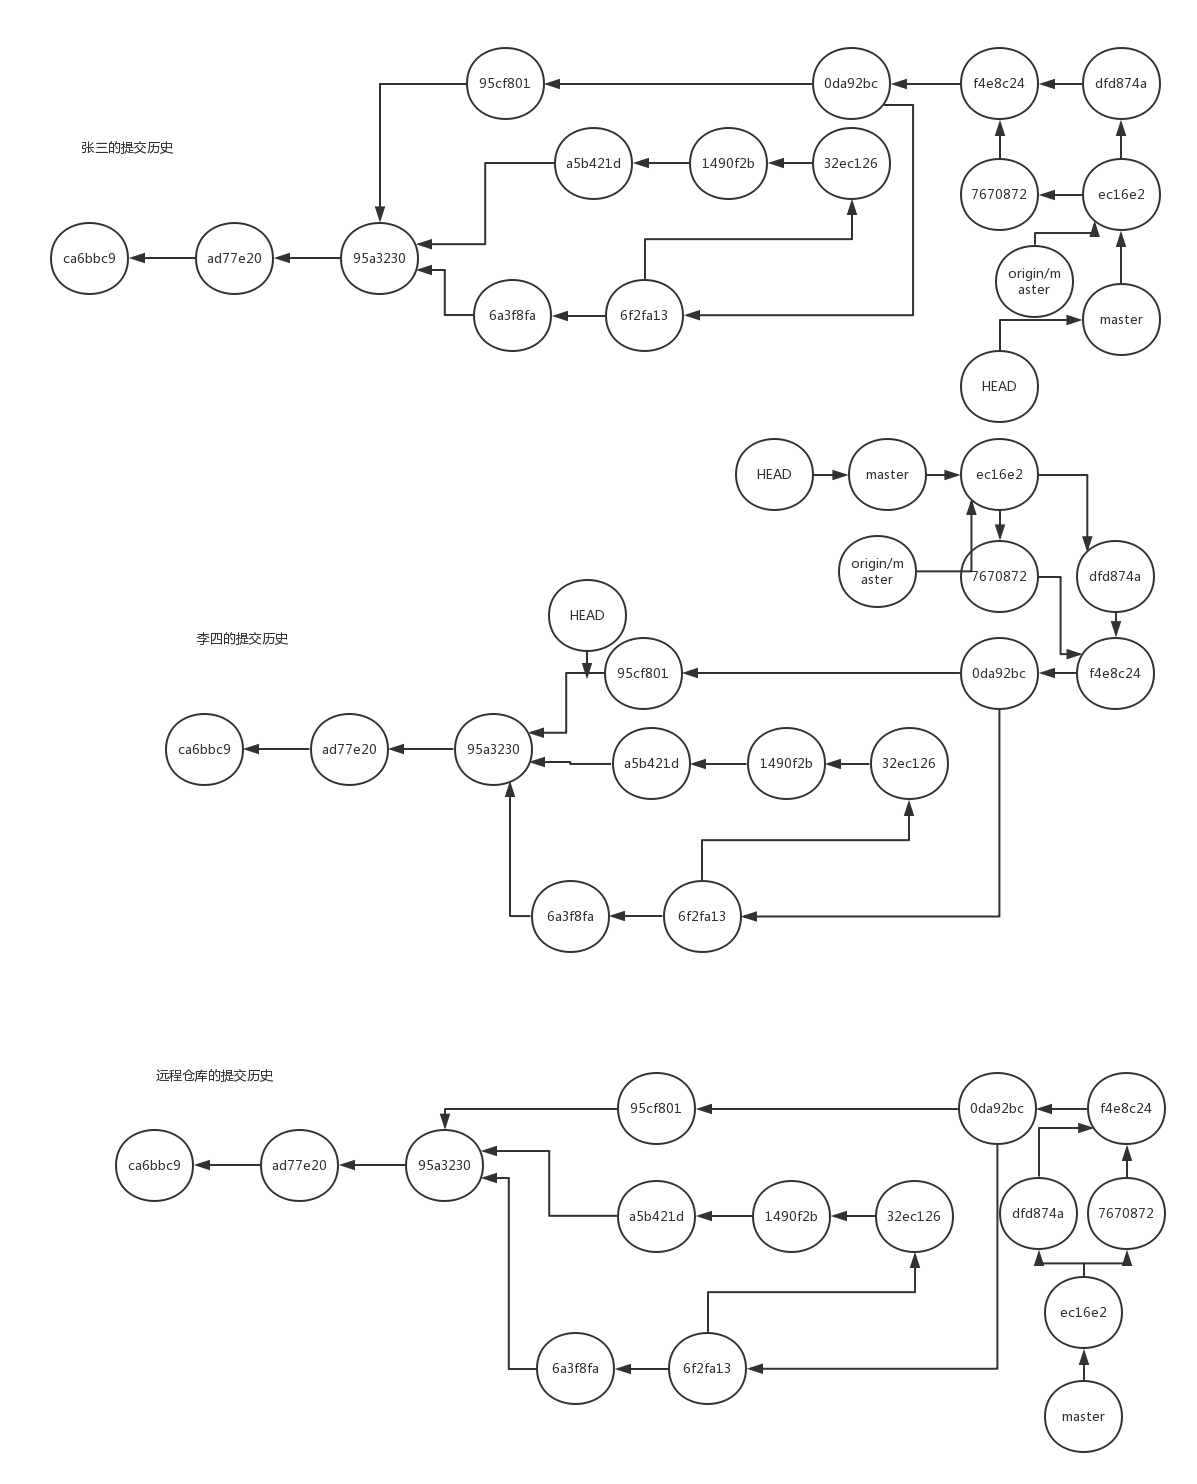 95cf801
0da92bc
f4e8c24
dfd874a
张三的提交历史
a5b421d
1490f2b
32ec126
7670872
ec16e2
ca6bbc9
ad77e20
95a3230
origin/m
aster
6a3f8fa
6f2fa13
master
HEAD
HEAD
master
ec16e2
origin/m
aster
7670872
dfd874a
HEAD
李四的提交历史
95cf801
0da92bc
f4e8c24
ca6bbc9
ad77e20
95a3230
a5b421d
1490f2b
32ec126
6a3f8fa
6f2fa13
远程仓库的提交历史
95cf801
0da92bc
f4e8c24
ca6bbc9
ad77e20
95a3230
a5b421d
1490f2b
32ec126
dfd874a
7670872
ec16e2
6a3f8fa
6f2fa13
master